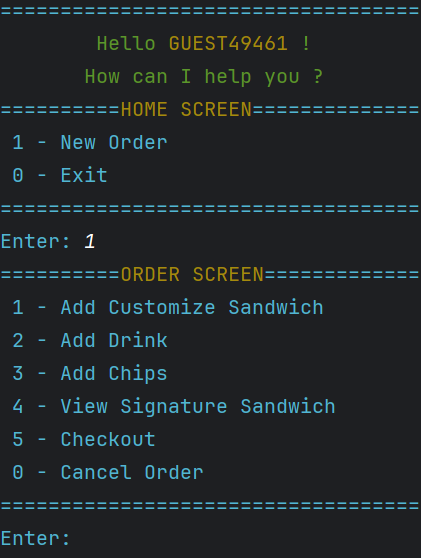 ===================================
Hello GUEST49461 !
How can I help you ?
==========HOME SCREEN==============
1 - New Order
0 - Exit
===================================
Enter: 1
==========ORDER SCREEN=============
1 - Add Customize Sandwich
2 - Add Drink
3 - Add Chips
4 - View Signature Sandwich
5 - Checkout
0 - Cancel Order
===================================
Enter: